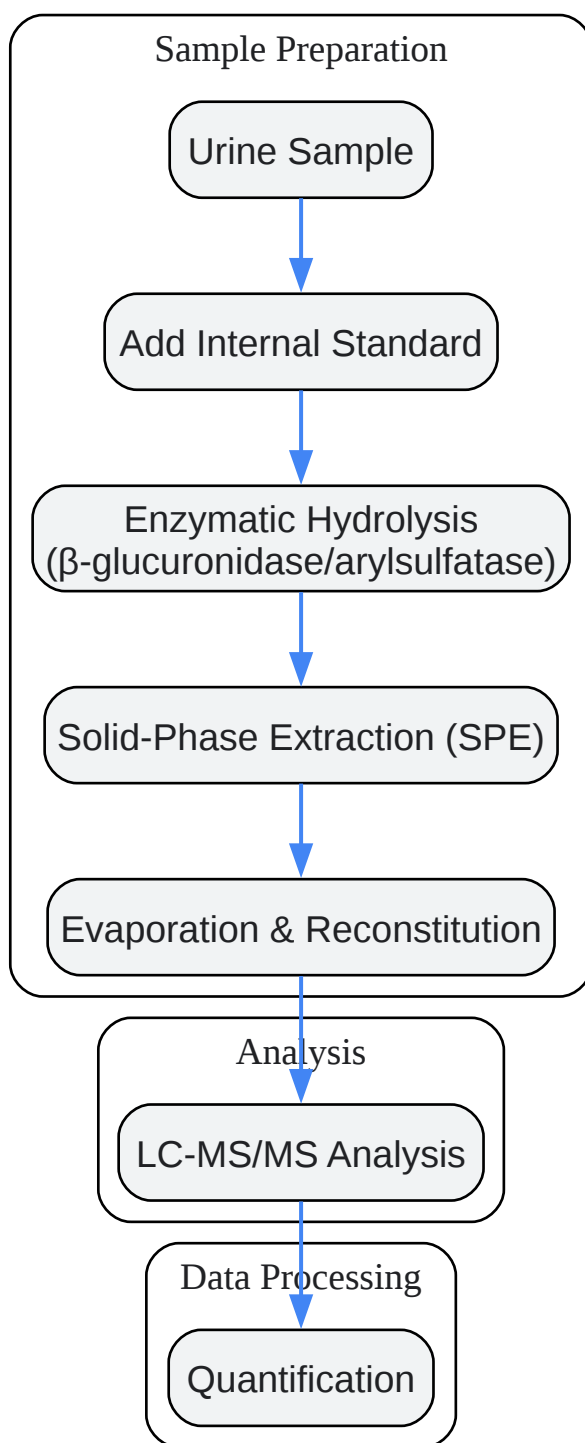 Sample Preparation
Urine Sample
Add Internal Standard
Enzymatic Hydrolysis
(β-glucuronidase/arylsulfatase)
Solid-Phase Extraction (SPE)
Evaporation & Reconstitution
Analysis
LC-MS/MS Analysis
Data Processing
Quantification